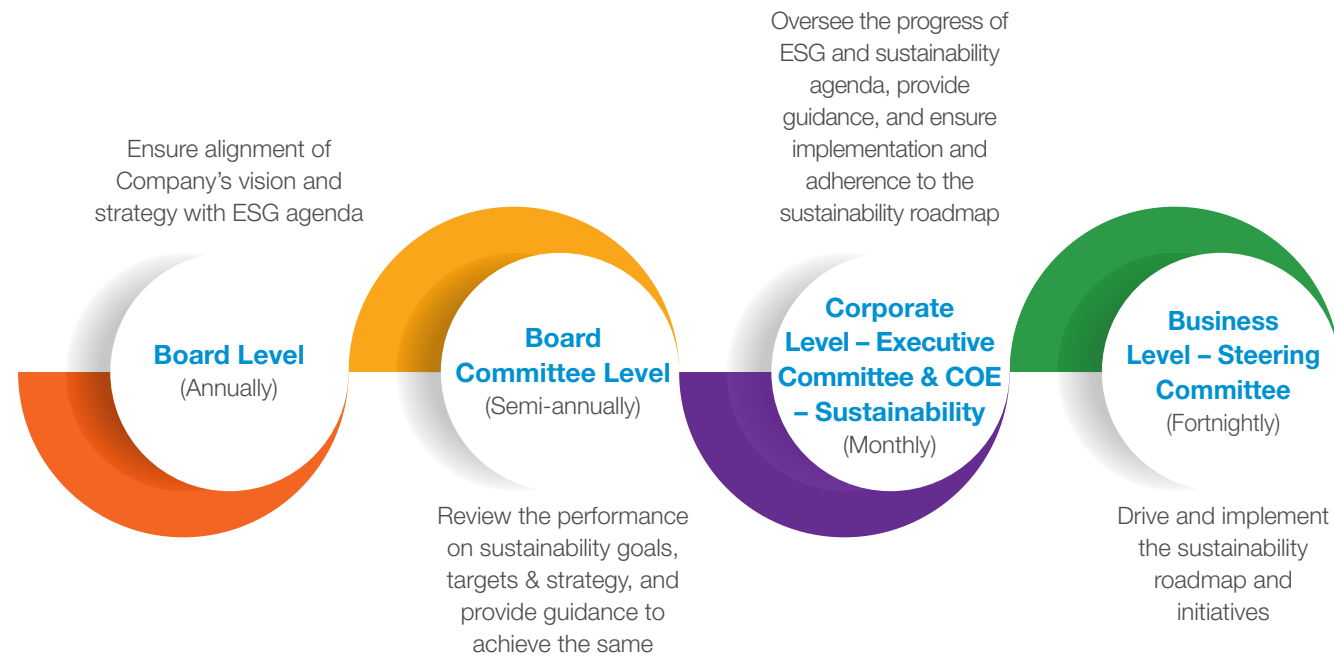 Ensure alignment of
Company’s vision and
strategy with ESG agenda
Board Level
(Annually)
Board
Committee Level
(Semi-annually)
Review the performance
on sustainability goals,
targets & strategy, and
provide guidance to
achieve the same
Oversee the progress of
ESG and sustainability
agenda, provide
guidance, and ensure
implementation and
adherence to the
sustainability roadmap
Corporate
Level – Executive
Committee & COE
– Sustainability
(Monthly)
Business
Level – Steering
Committee
(Fortnightly)
Drive and implement
the sustainability
roadmap and
initiatives